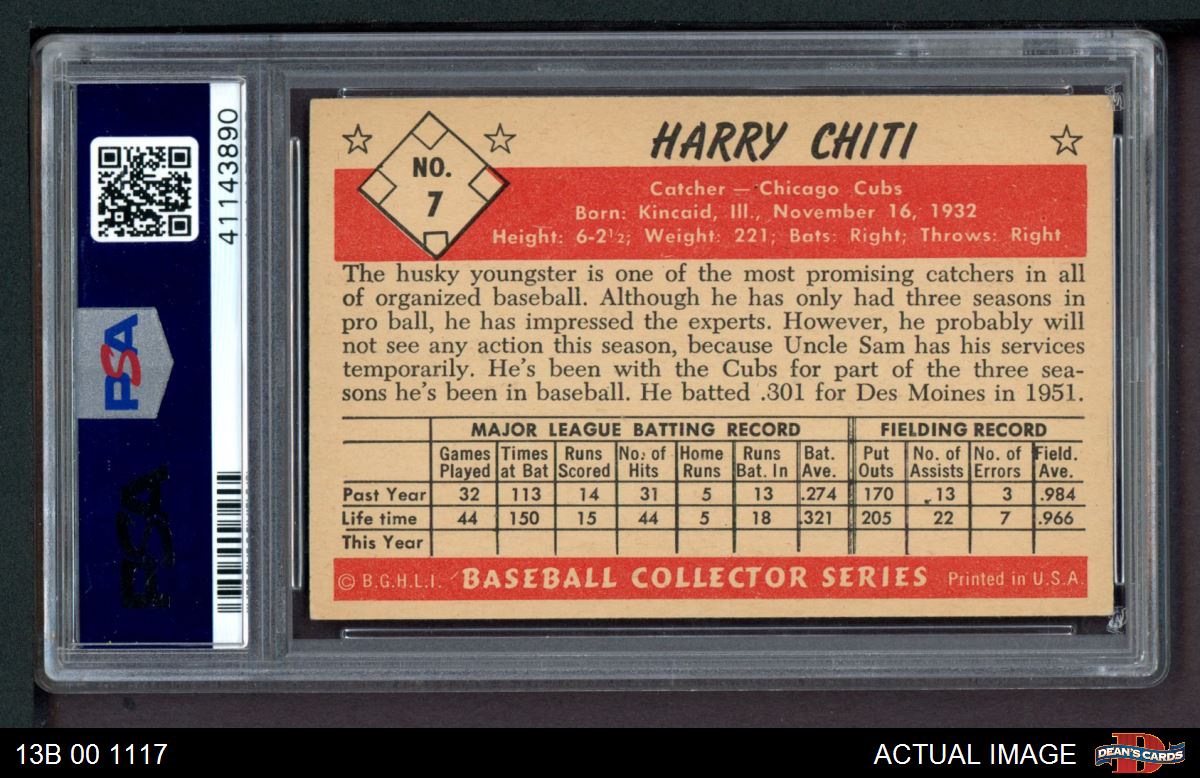 41143890
PSA
PSA
NO.
7
HARRY CHITI
Catcher — Chicago Cubs
Born: Kincaid, Ill., November 16, 1932
Height: 6-2½; Weight: 221; Bats: Right; Throws: Right
The husky youngster is one of the most promising catchers in all
of organized baseball. Although he has only had three seasons in
pro ball, he has impressed the experts. However, he probably will
not see any action this season, because Uncle Sam has his services
temporarily. He's been with the Cubs for part of the three sea-
sons he's been in baseball. He batted .301 for Des Moines in 1951.
MAJOR LEAGUE BATTING RECORD FIELDING RECORD
Games Times Runs No. of Home Runs Bat. Put No. of No. of Field.
Played at Bat Scored Hits Runs Bat. In Ave. Outs Assists Errors Ave.
Past Year 32 113 14 31 5 13 .274 170 13 3 .984
Life time 44 150 15 44 5 18 .321 205 22 7 .966
This Year
© B.G.H.L.I. BASEBALL COLLECTOR SERIES Printed in U.S.A.
13B 00 1117 ACTUAL IMAGE DEAN'S CARDS